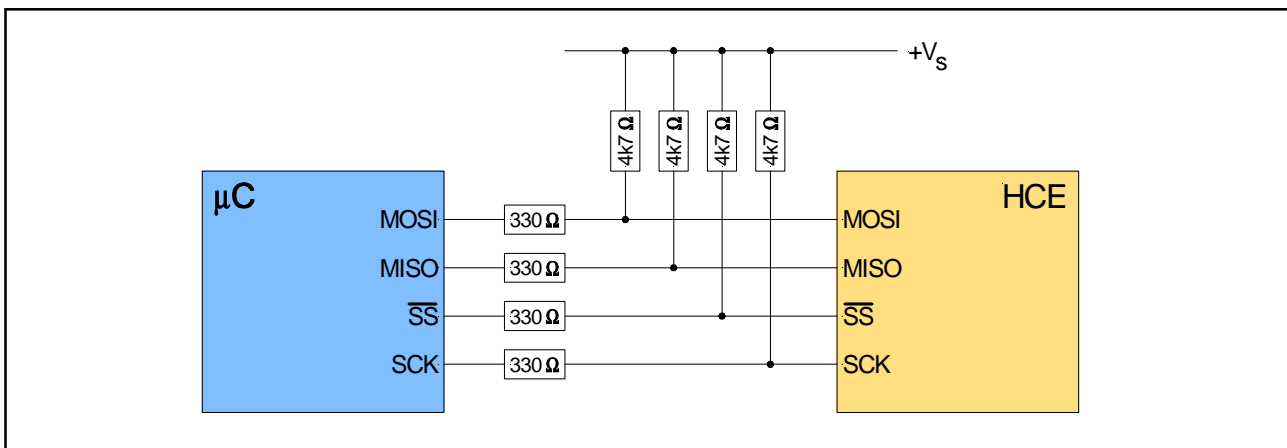 +Vs
4k7 Ω 4k7 Ω 4k7 Ω 4k7 Ω
μC HCE
MOSI 330 Ω MOSI
MISO 330 Ω MISO
SS 330 Ω SS
SCK 330 Ω SCK